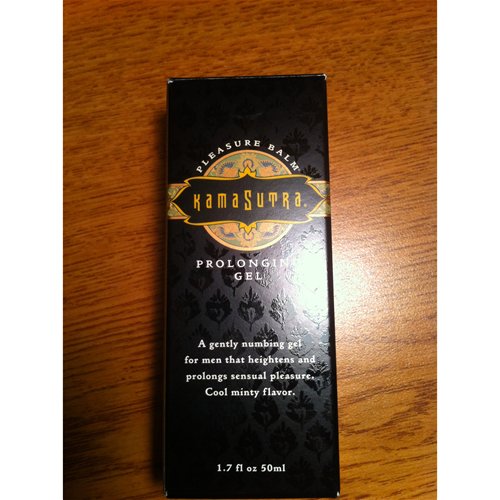 PLEASURE BALM
KAMASUTRA®
PROLONGING
GEL
A gently numbing gel
for men that heightens and
prolongs sensual pleasure.
Cool minty flavor.
1.7 fl oz 50ml